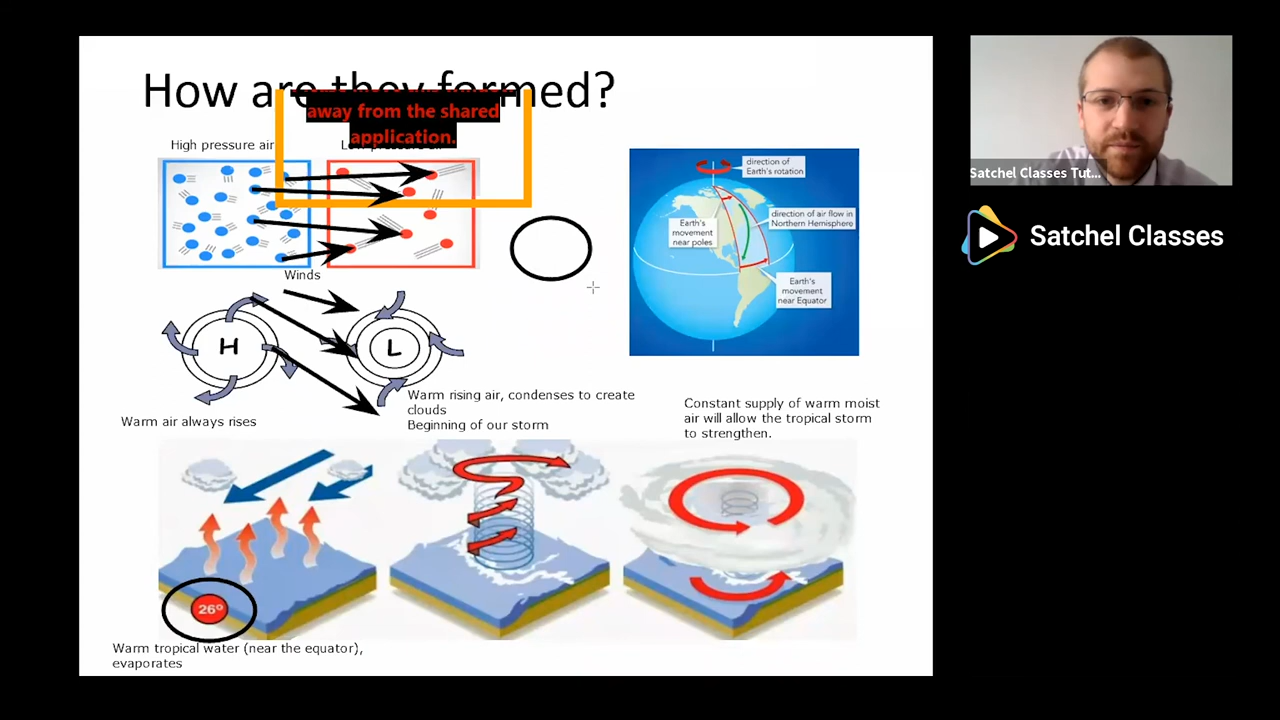 How are they formed?
away from the shared
application.
High pressure air
Low pressure air
Winds
H
L
Warm air always rises
Warm rising air, condenses to create
clouds
Beginning of our storm
direction of
Earth's rotation
Earth's
movement
near poles
direction of air flow in
Northern Hemisphere
Earth's
movement
near Equator
Constant supply of warm moist
air will allow the tropical storm
to strengthen.
26°
Warm tropical water (near the equator),
evaporates
Satchel Classes Tut...
Satchel Classes